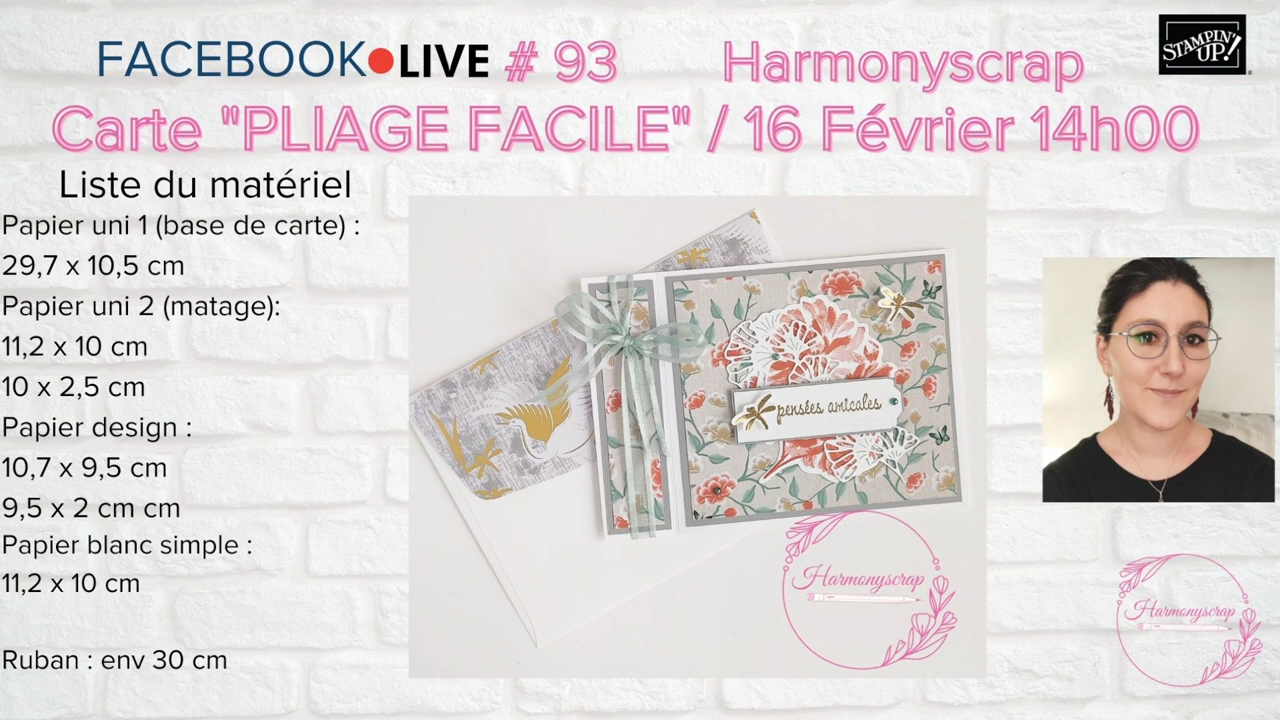 FACEBOOK LIVE # 93 Harmonyscrap
STAMPIN' UP!®
Carte "PLIAGE FACILE" / 16 Février 14h00
Liste du matériel
Papier uni 1 (base de carte) :
29,7 x 10,5 cm
Papier uni 2 (matage):
11,2 x 10 cm
10 x 2,5 cm
Papier design :
10,7 x 9,5 cm
9,5 x 2 cm cm
Papier blanc simple :
11,2 x 10 cm
Ruban : env 30 cm
pensées amicales
Harmonyscrap
Harmonyscrap